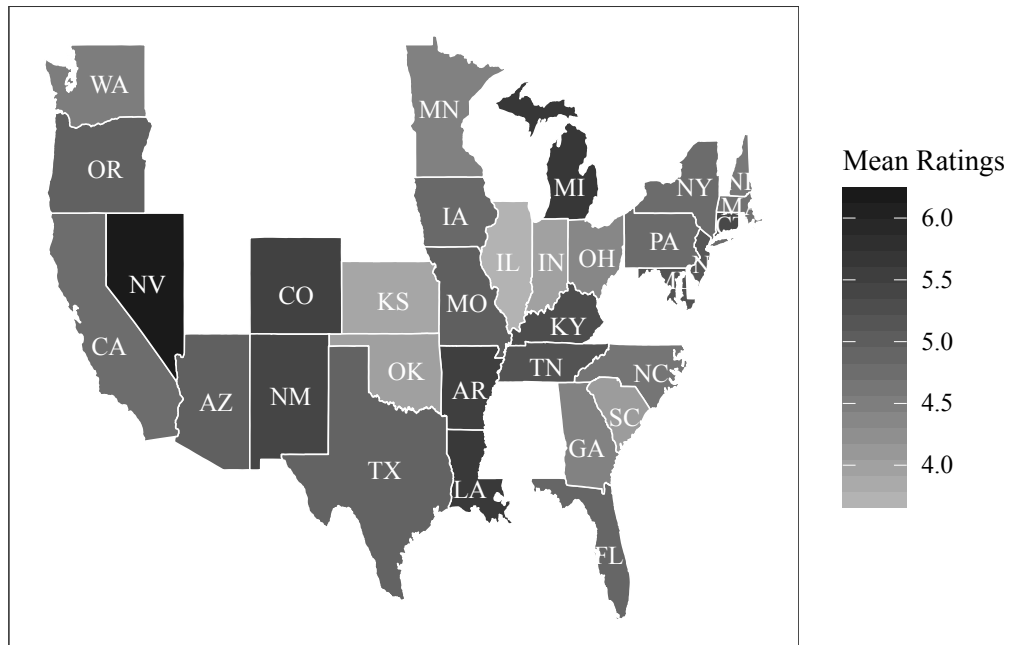 WA
MN
OR
MI
NY
IA
PA
IL
IN
OH
NV
CO
KS
MO
KY
CA
TN
OK
NC
AR
AZ
NM
SC
GA
TX
LA
FL
Mean Ratings
6.0
5.5
5.0
4.5
4.0